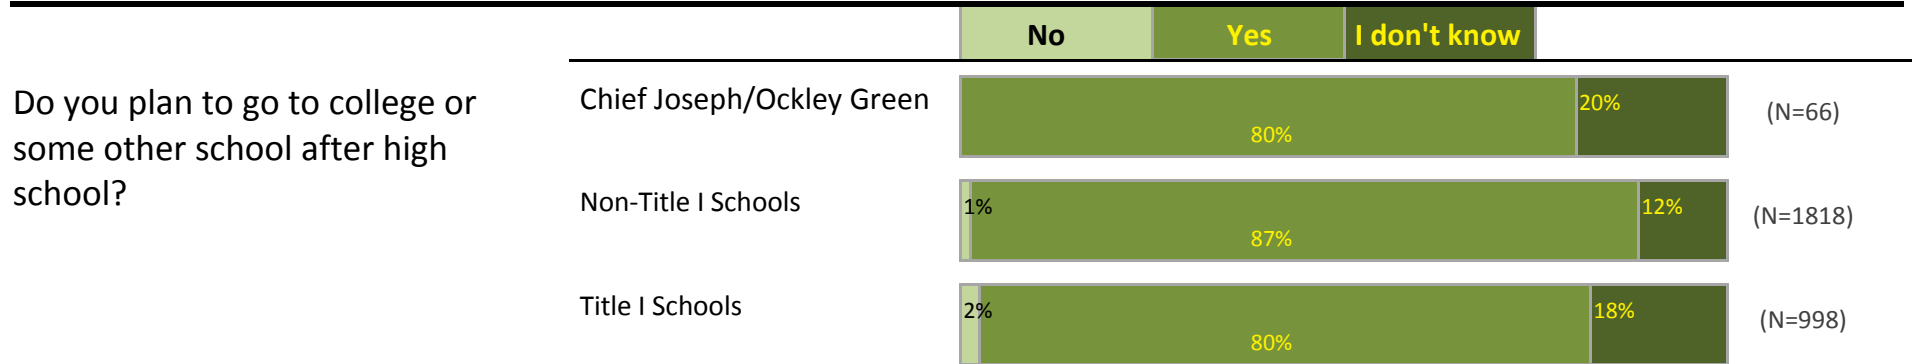 No Yes I don't know
Do you plan to go to college or
some other school after high
school?
Chief Joseph/Ockley Green
20%
80%
(N=66)
Non-Title I Schools
1%
12%
87%
(N=1818)
Title I Schools
2%
18%
80%
(N=998)